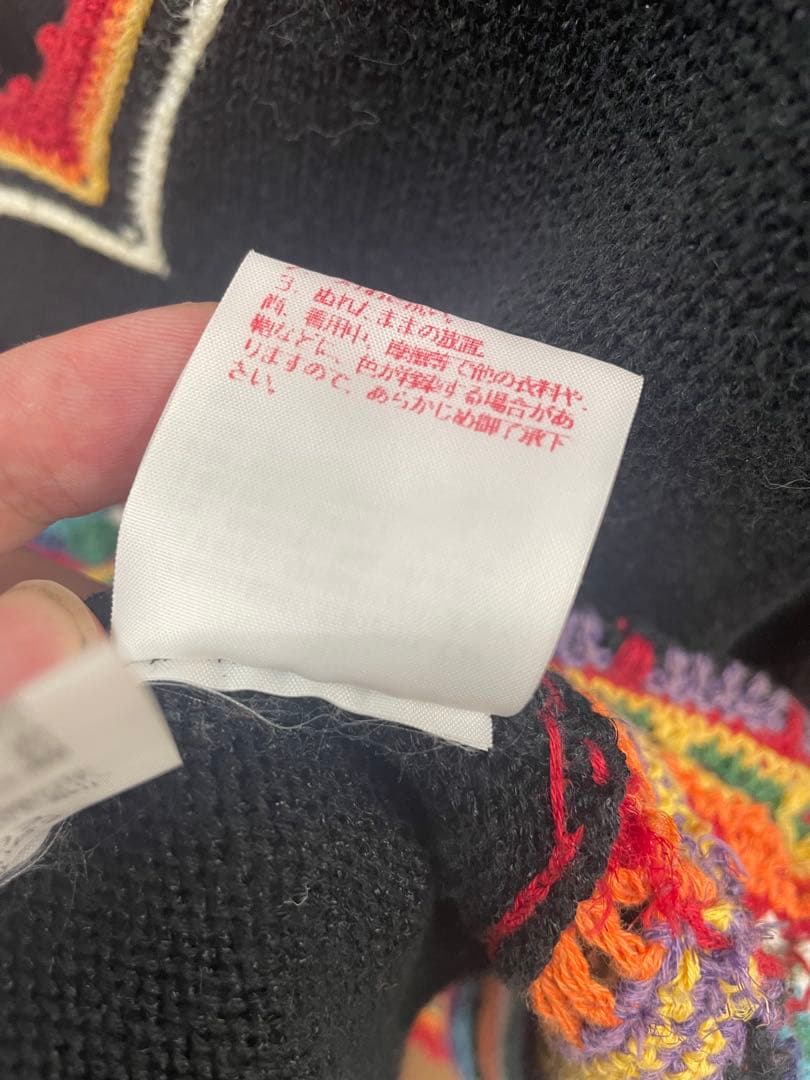 3. ぬれたままの放置。
尚、着用中、摩擦等で他の衣料や、
鞄などに、色が移染する場合があ
りますので、あらかじめ御了承下
さい。